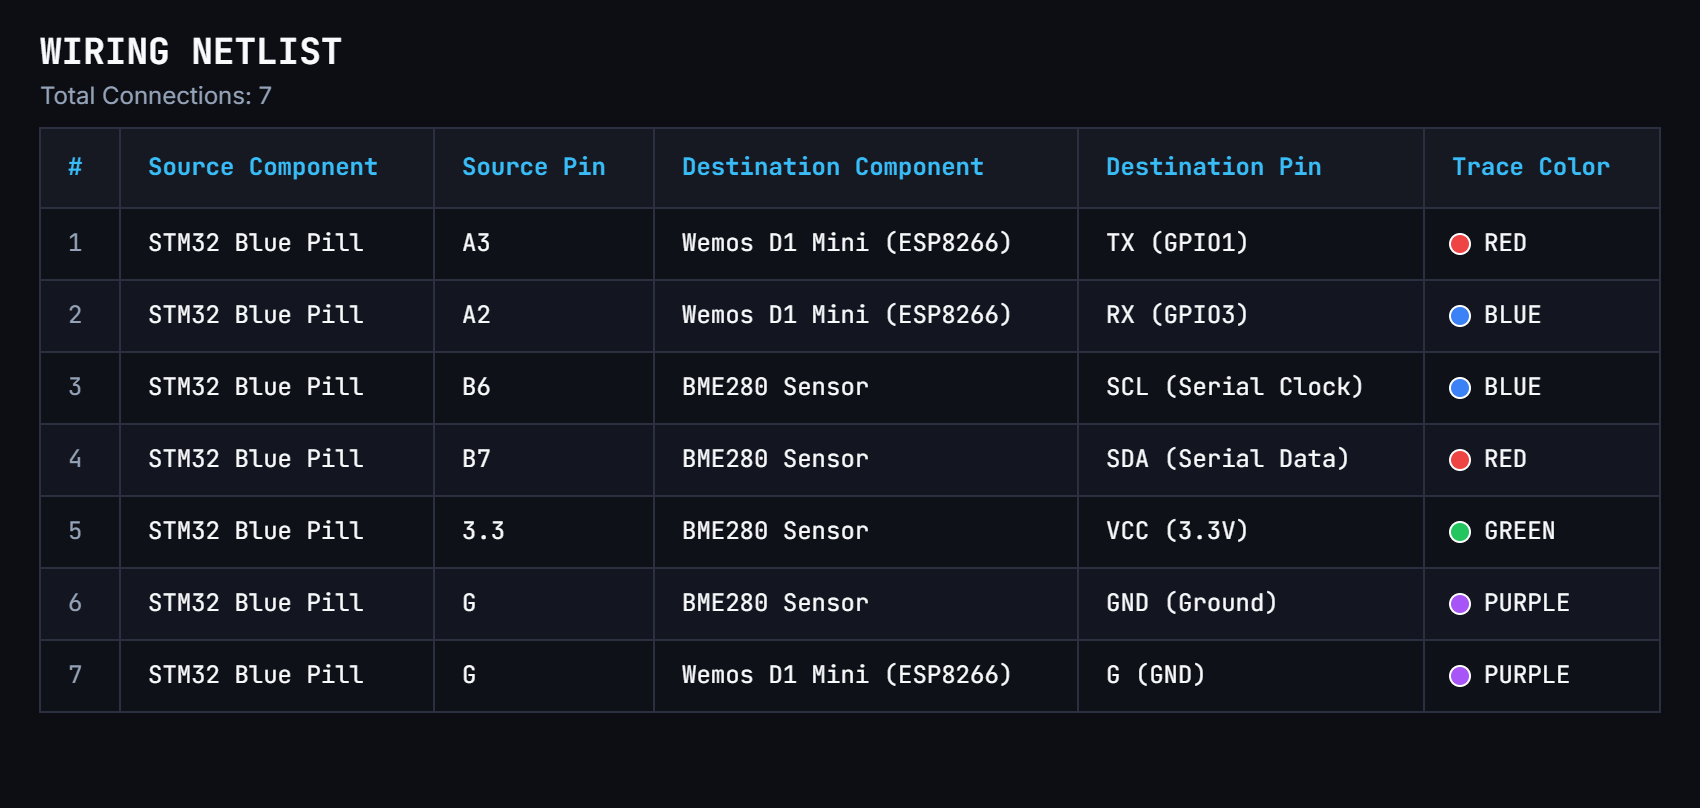 WIRING NETLIST
Total Connections: 7
# Source Component Source Pin Destination Component Destination Pin Trace Color
1 STM32 Blue Pill A3 Wemos D1 Mini (ESP8266) TX (GPIO1) RED
2 STM32 Blue Pill A2 Wemos D1 Mini (ESP8266) RX (GPIO3) BLUE
3 STM32 Blue Pill B6 BME280 Sensor SCL (Serial Clock) BLUE
4 STM32 Blue Pill B7 BME280 Sensor SDA (Serial Data) RED
5 STM32 Blue Pill 3.3 BME280 Sensor VCC (3.3V) GREEN
6 STM32 Blue Pill G BME280 Sensor GND (Ground) PURPLE
7 STM32 Blue Pill G Wemos D1 Mini (ESP8266) G (GND) PURPLE